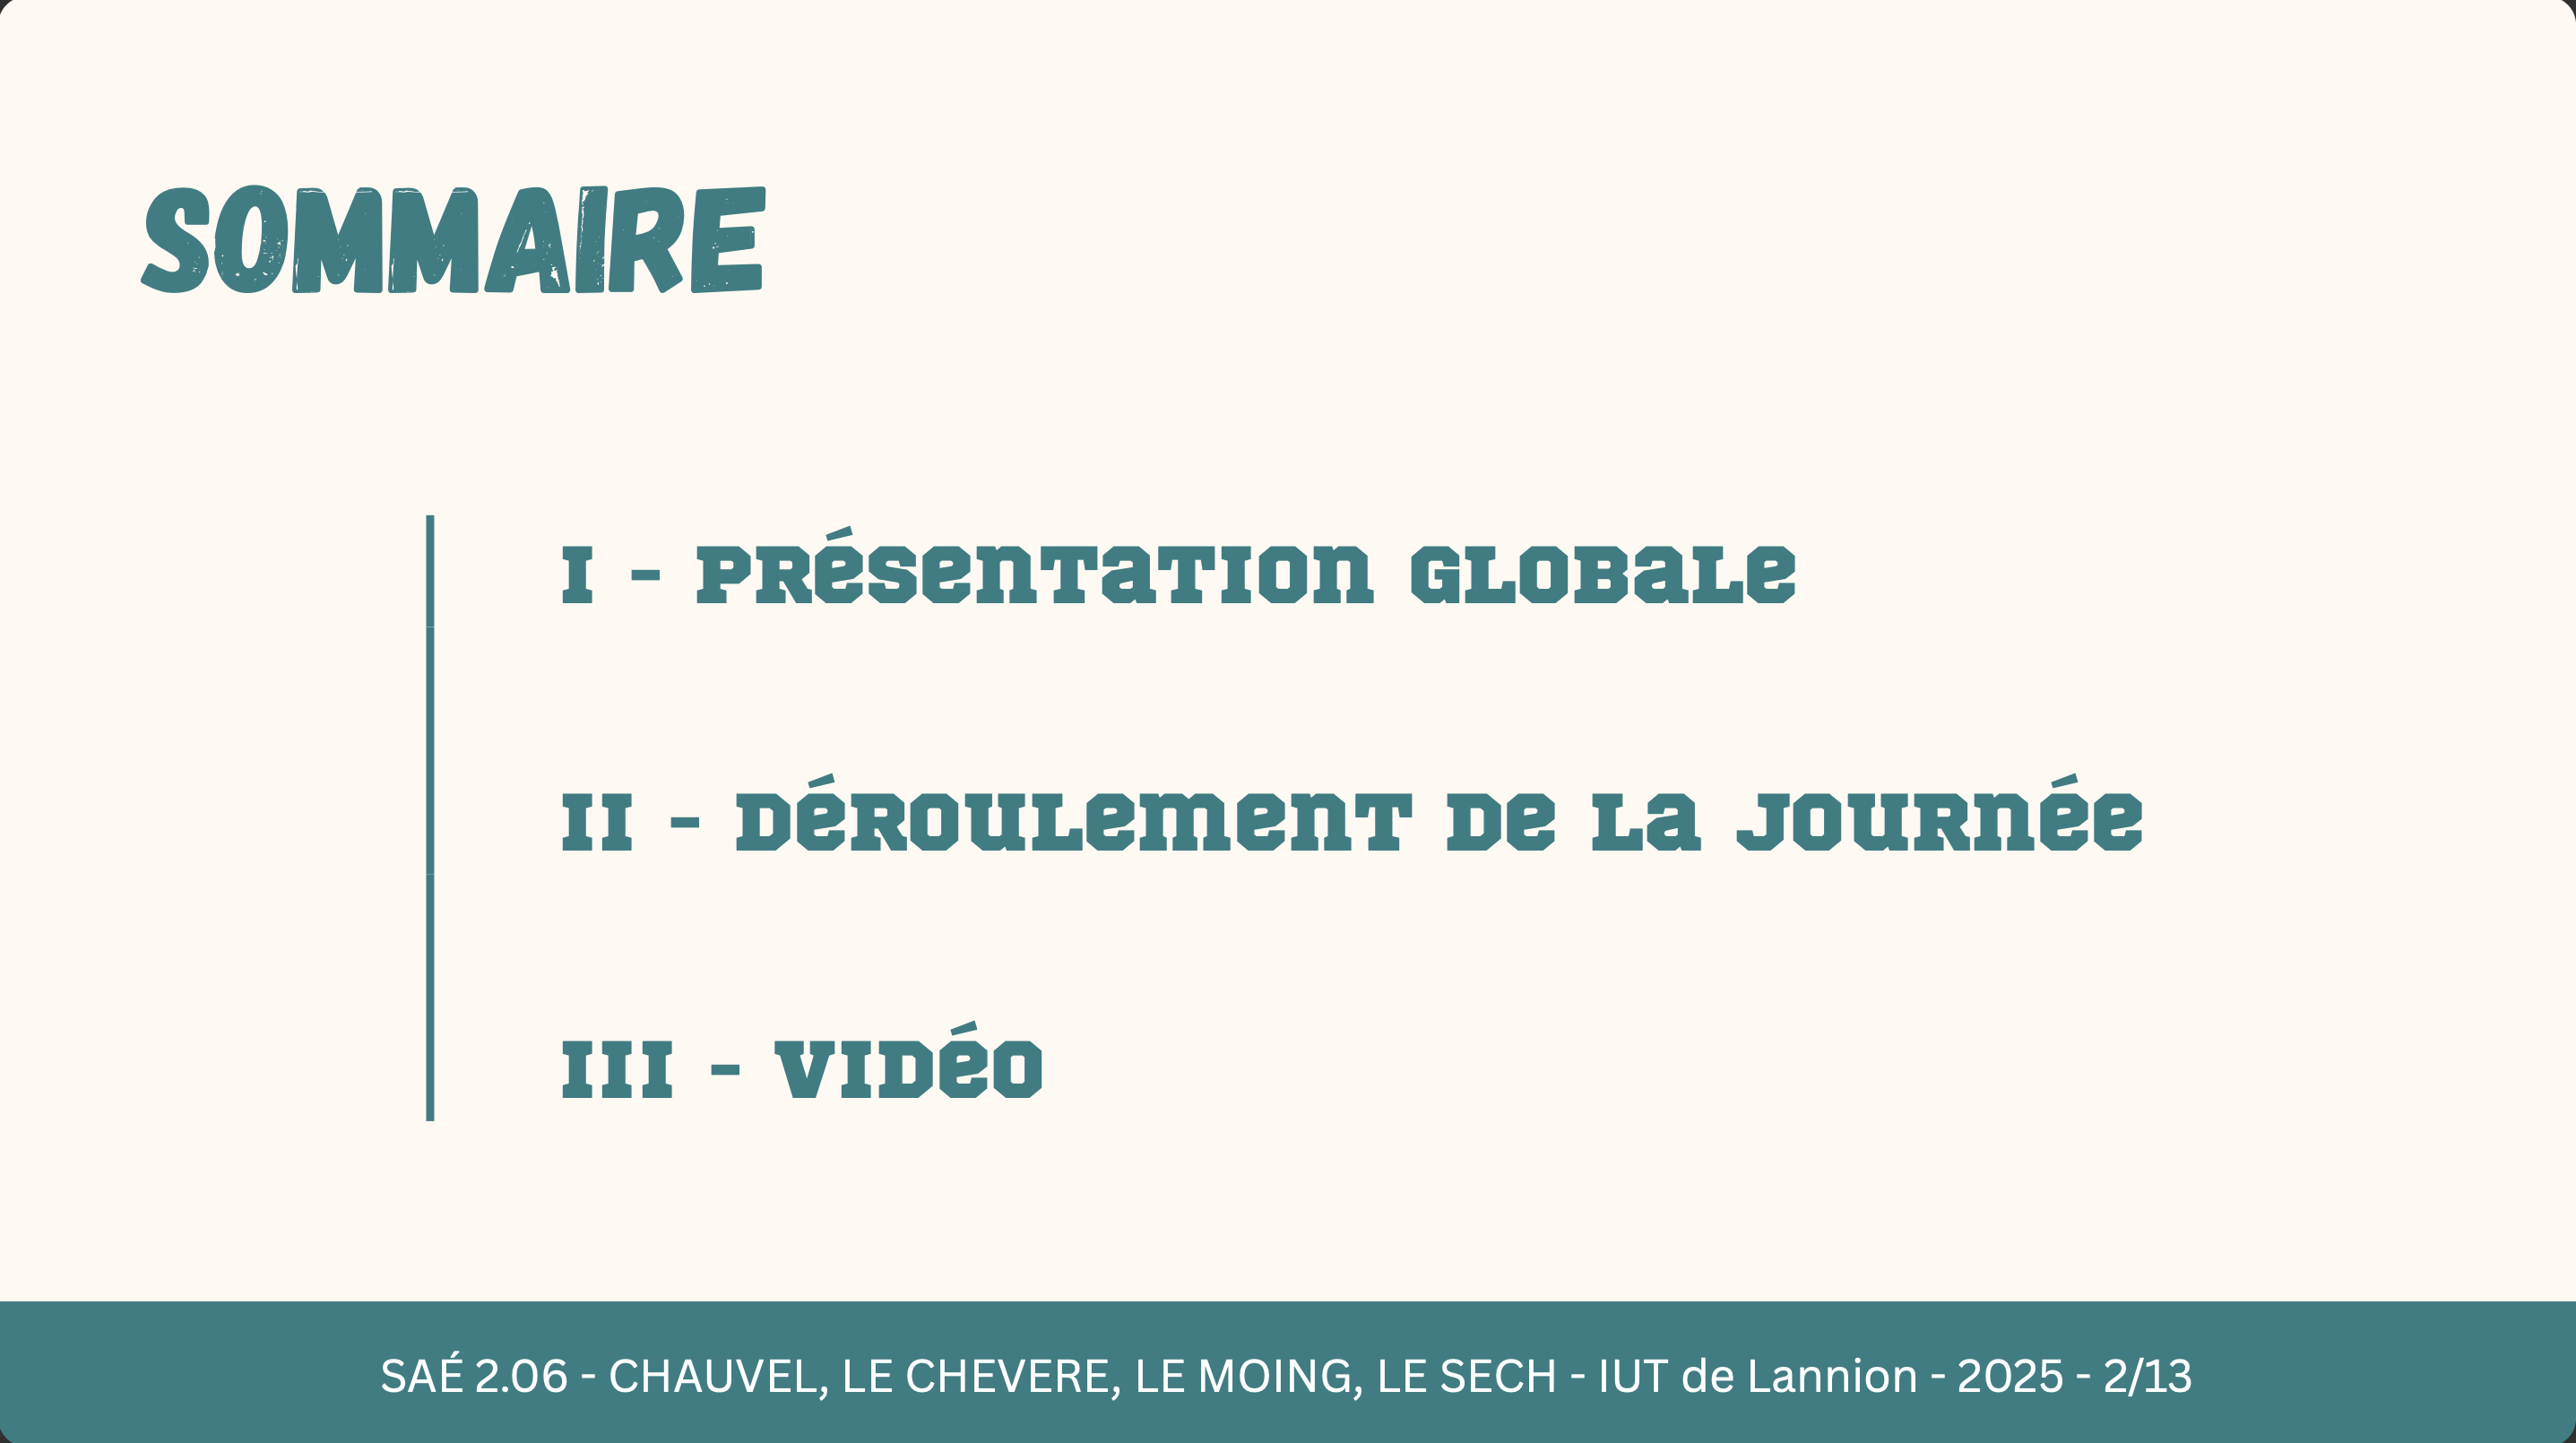 SOMMAIRE
I - Présentation globale
II - Déroulement de la journée
III - Vidéo
SAÉ 2.06 - CHAUVEL, LE CHEVERE, LE MOING, LE SECH - IUT de Lannion - 2025 - 2/13